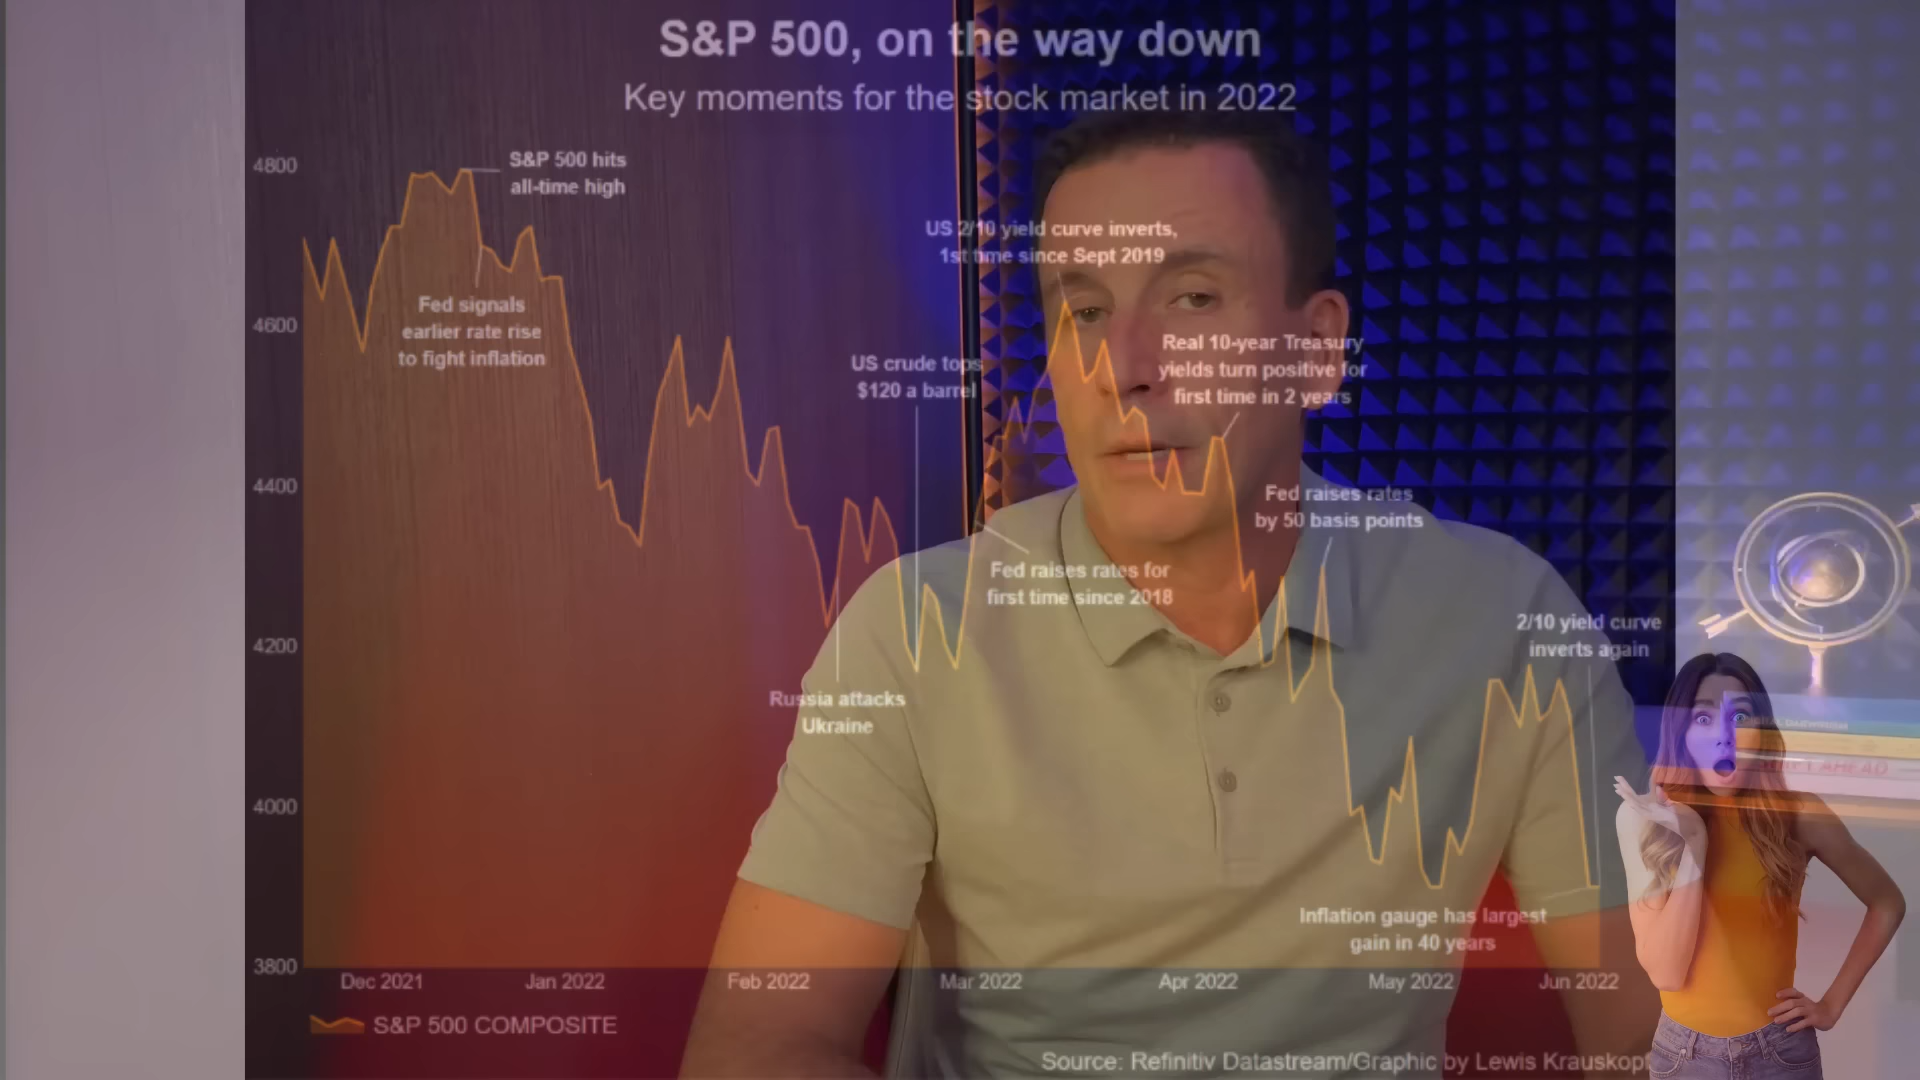 S&P 500, on the way down
Key moments for the stock market in 2022
4800
S&P 500 hits
all-time high
US 2/10 yield curve inverts,
1st time since Sept 2019
Fed signals
earlier rate rise
to fight inflation
4600
US crude tops
$120 a barrel
Real 10-year Treasury
yields turn positive for
first time in 2 years
4400
Fed raises rates
by 50 basis points
Fed raises rates for
first time since 2018
4200
2/10 yield curve
inverts again
Russia attacks
Ukraine
4000
AHEAD
Inflation gauge has largest
gain in 40 years
3800
Dec 2021 Jan 2022 Feb 2022 Mar 2022 Apr 2022 May 2022 Jun 2022
S&P 500 COMPOSITE
Source: Refinitiv Datastream/Graphic by Lewis Krauskopf